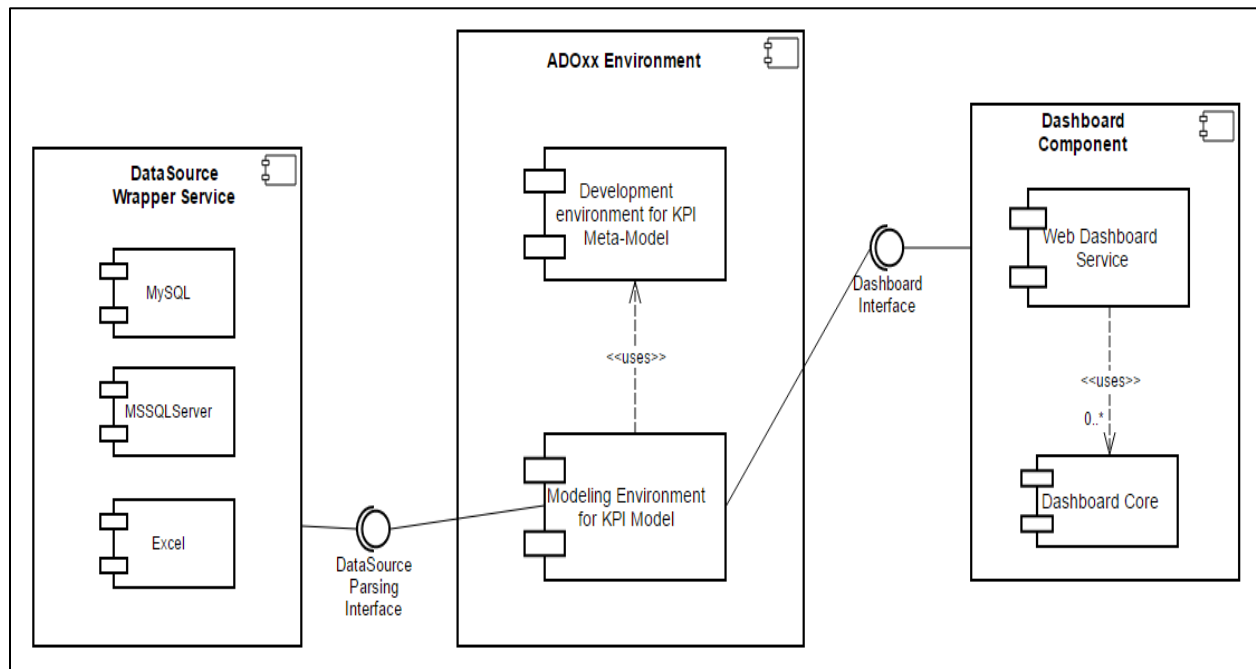 DataSource
Wrapper Service
MySQL
MSSQLServer
Excel
DataSource
Parsing
Interface
ADOxx Environment
Development
environment for KPI
Meta-Model
<<uses>>
Modeling Environment
for KPI Model
Dashboard
Interface
Dashboard
Component
Web Dashboard
Service
<<uses>>
0..*
Dashboard Core